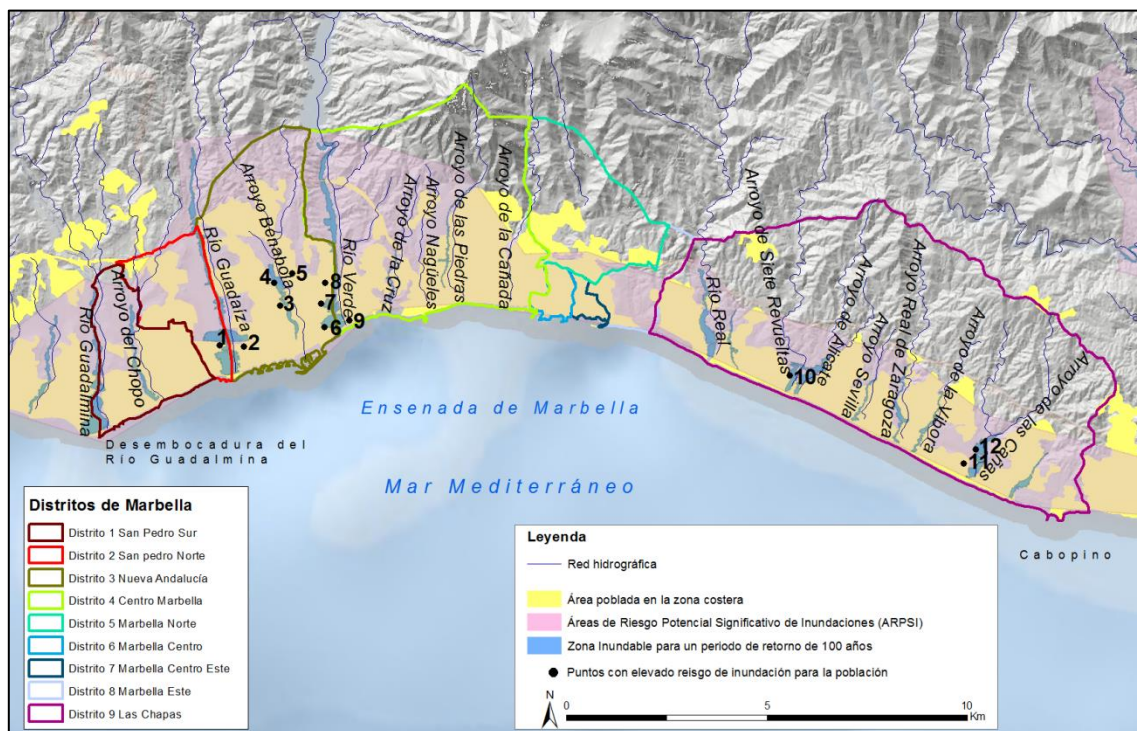 Río Guadalmina
Arroyo del Chopo
Río Guadalza
Arroyo Benabola
Río Verde
Arroyo de la Cruz
Arroyo Nagüeles
Arroyo de las Piedras
Arroyo de la Cañada
Río Real
Arroyo de Siete Revueltas
Arroyo de Alicate
Arroyo Sevilla
Arroyo Real de Zaragoza
Arroyo de la Víbora
Arroyo de las Cañas
1
2
3
4
5
6
7
8
9
10
11
12
Ensenada de Marbella
Mar Mediterráneo
Desembocadura del
Río Guadalmína
Cabopino
Distritos de Marbella
Distrito 1 San Pedro Sur
Distrito 2 San pedro Norte
Distrito 3 Nueva Andalucía
Distrito 4 Centro Marbella
Distrito 5 Marbella Norte
Distrito 6 Marbella Centro
Distrito 7 Marbella Centro Este
Distrito 8 Marbella Este
Distrito 9 Las Chapas
Leyenda
Red hidrográfica
Área poblada en la zona costera
Áreas de Riesgo Potencial Significativo de Inundaciones (ARPSI)
Zona Inundable para un periodo de retorno de 100 años
Puntos con elevado reisgo de inundación para la población
N
0 5 10
Km